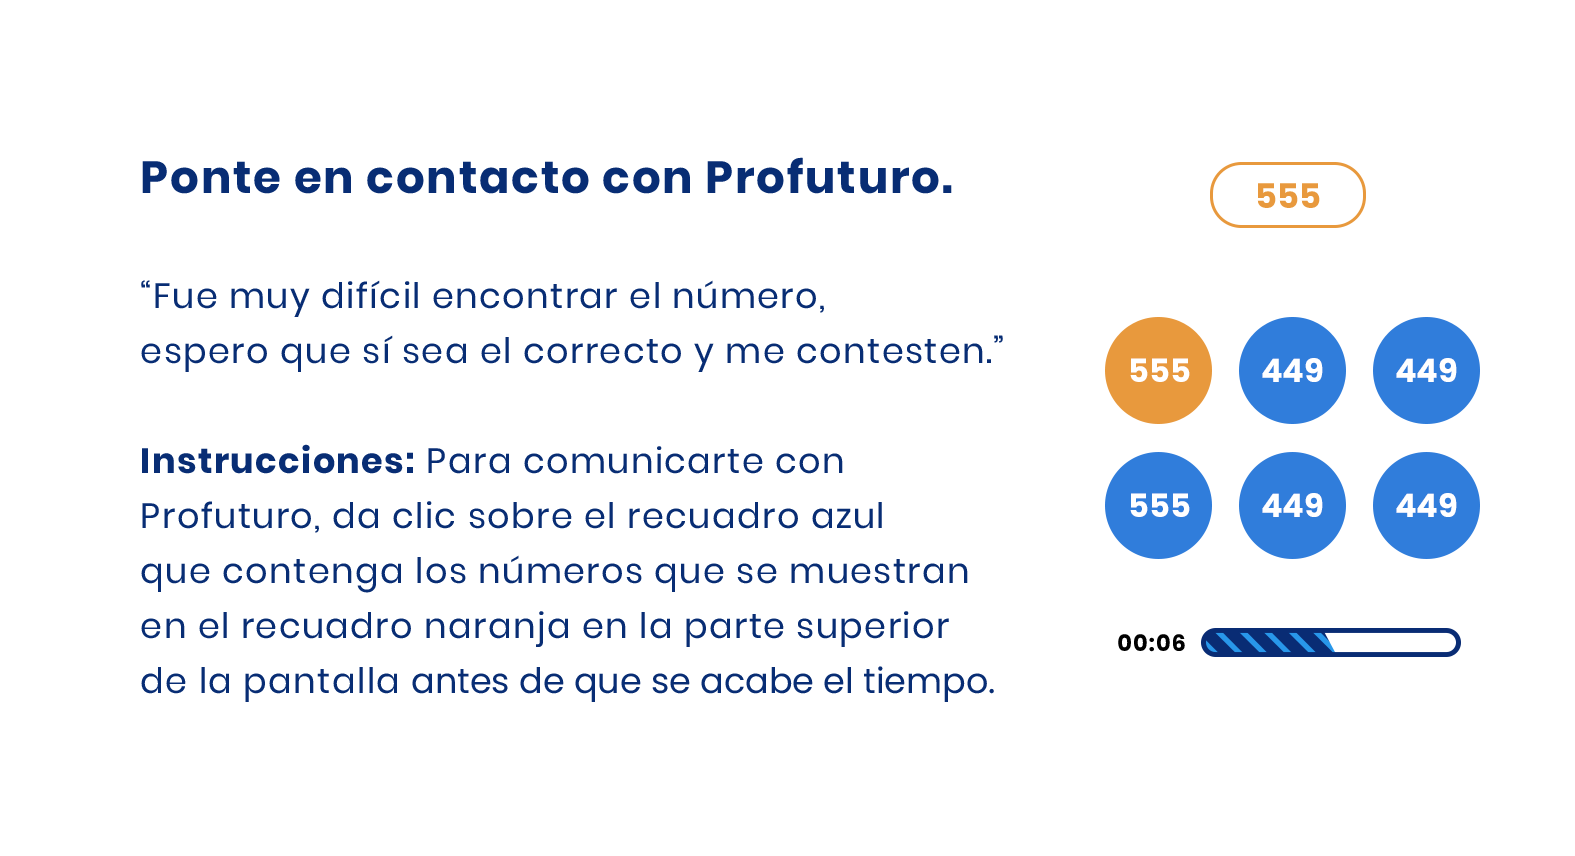 Ponte en contacto con Profuturo.
“Fue muy difícil encontrar el número,
espero que sí sea el correcto y me contesten.”
Instrucciones: Para comunicarte con
Profuturo, da clic sobre el recuadro azul
que contenga los números que se muestran
en el recuadro naranja en la parte superior
de la pantalla antes de que se acabe el tiempo.
555
555 449 449
555 449 449
00:06